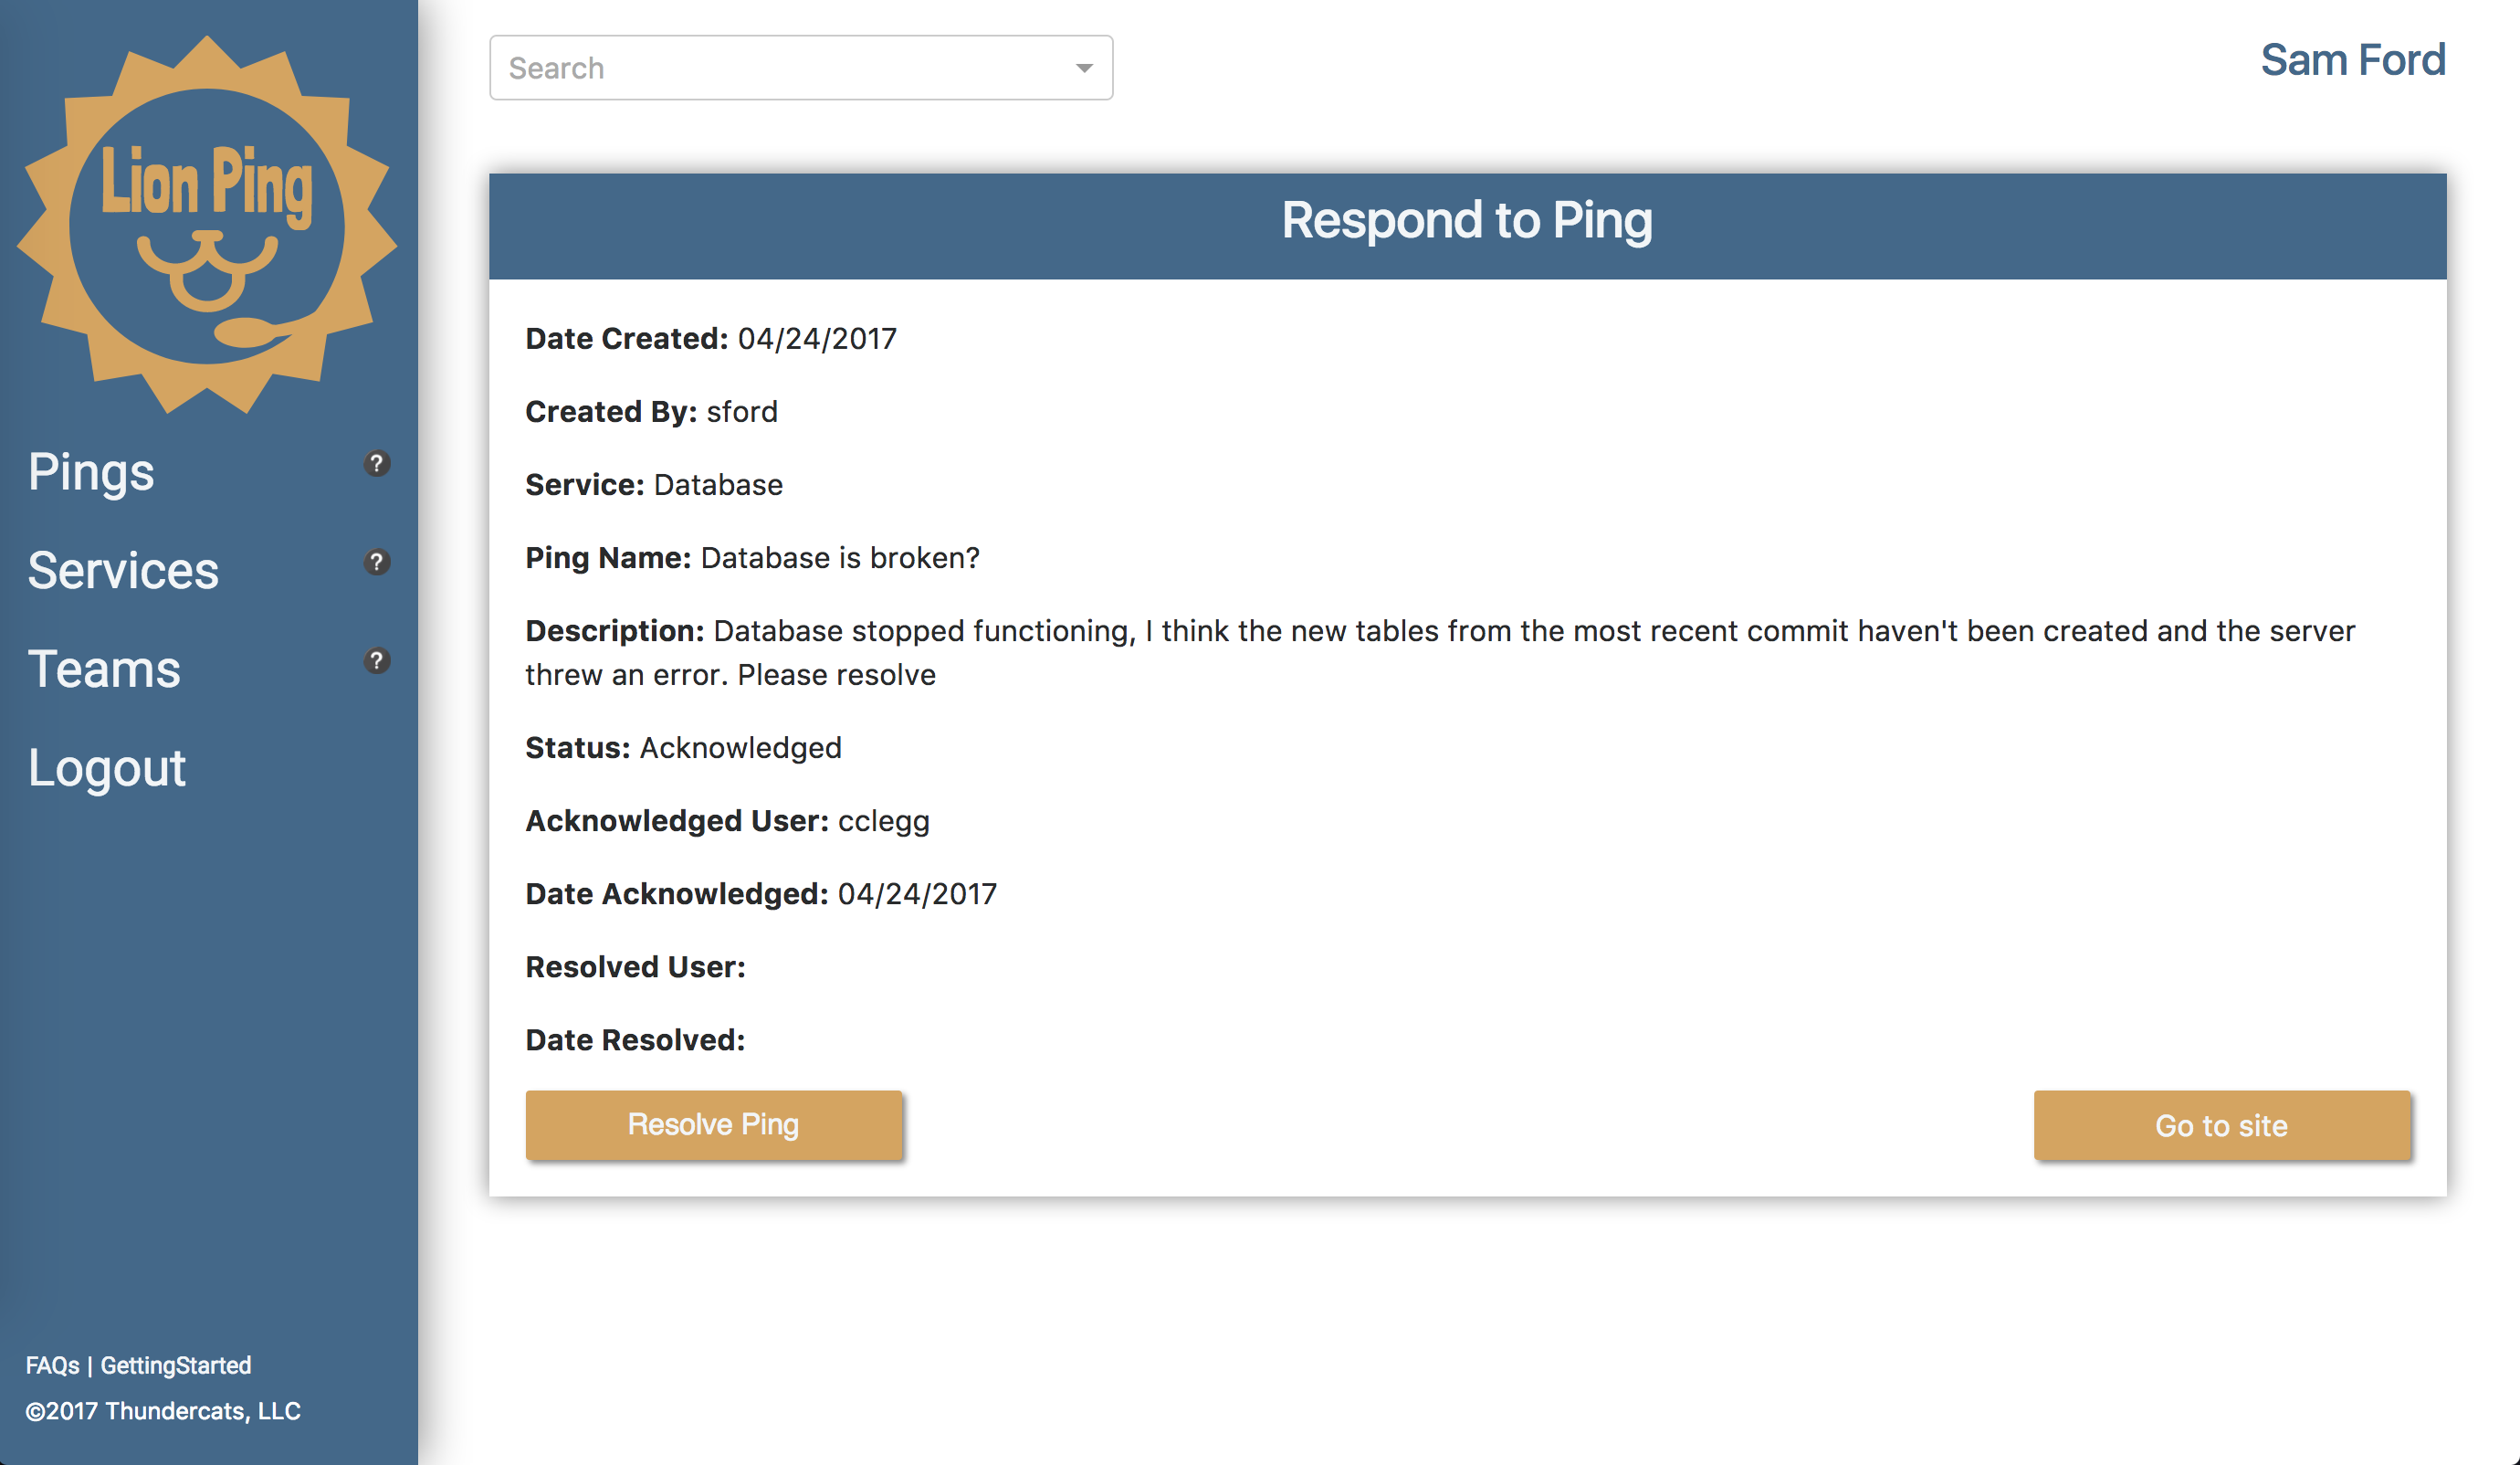 Lion Ping
Pings ?
Services ?
Teams ?
Logout
FAQs | GettingStarted
©2017 Thundercats, LLC
Search
Sam Ford
Respond to Ping
Date Created: 04/24/2017
Created By: sford
Service: Database
Ping Name: Database is broken?
Description: Database stopped functioning, I think the new tables from the most recent commit haven't been created and the server
threw an error. Please resolve
Status: Acknowledged
Acknowledged User: cclegg
Date Acknowledged: 04/24/2017
Resolved User:
Date Resolved:
Resolve Ping
Go to site